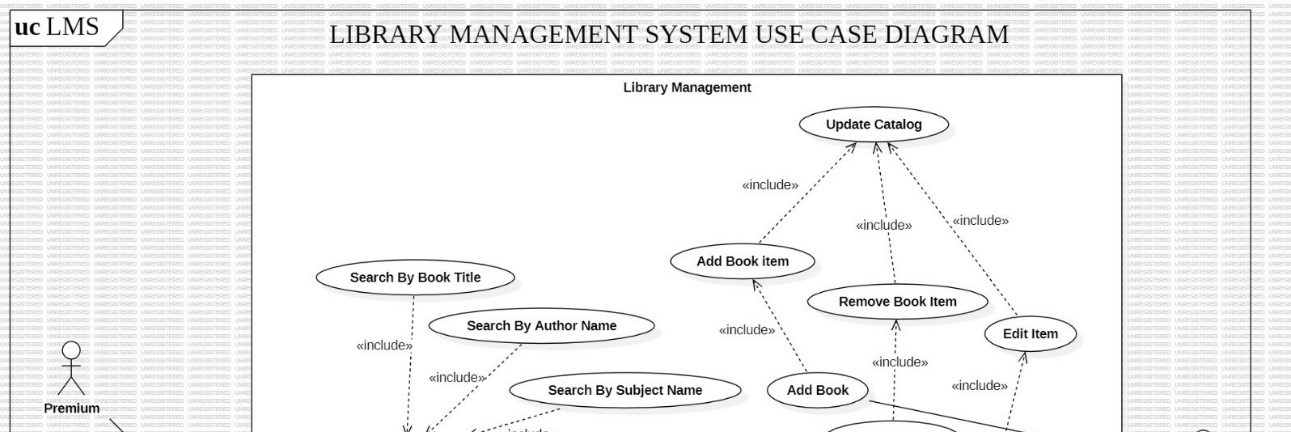 uc LMS
LIBRARY MANAGEMENT SYSTEM USE CASE DIAGRAM
Library Management
Update Catalog
«include»
«include»
«include»
Add Book item
Search By Book Title
Remove Book Item
Search By Author Name
«include»
Edit Item
«include»
«include»
«include»
«include»
Search By Subject Name
Add Book
Premium